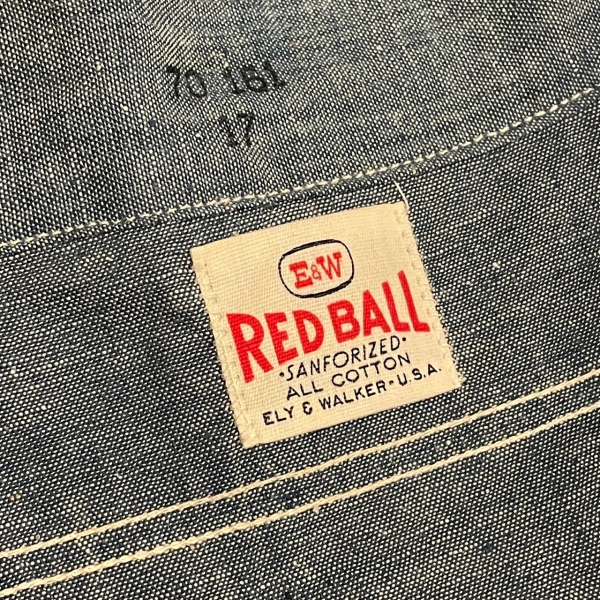 70 161
17
E&W
RED BALL
·SANFORIZED·
ALL COTTON
ELY & WALKER·U.S.A.